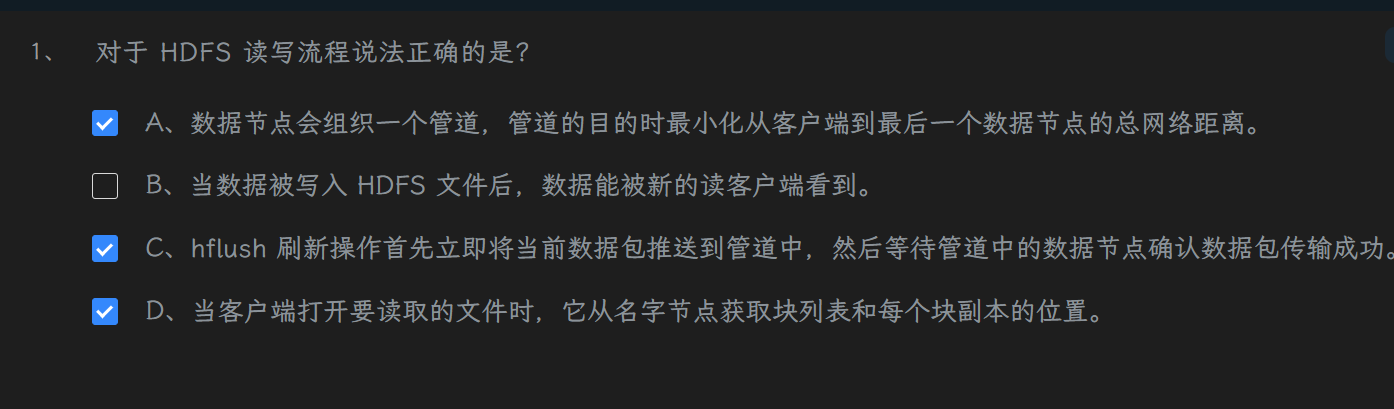 1、 对于 HDFS 读写流程说法正确的是?
A、数据节点会组织一个管道，管道的目的时最小化从客户端到最后一个数据节点的总网络距离。
B、当数据被写入 HDFS 文件后，数据能被新的读客户端看到。
C、hflush 刷新操作首先立即将当前数据包推送到管道中，然后等待管道中的数据节点确认数据包传输成功。
D、当客户端打开要读取的文件时，它从名字节点获取块列表和每个块副本的位置。